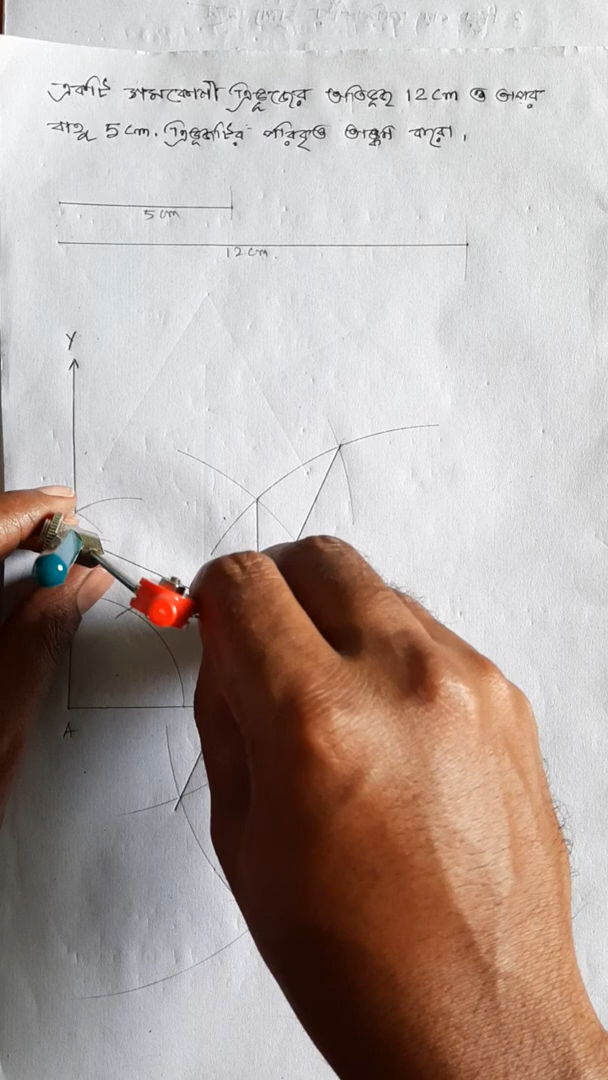 একটি সমকোণী ত্রিভূজের অতিভূজ 12 cm ও অপর
বাহু 5 cm. ত্রিভূজটির পরিবৃত্ত অঙ্কন করো।
5 cm
12 cm.
Y
A